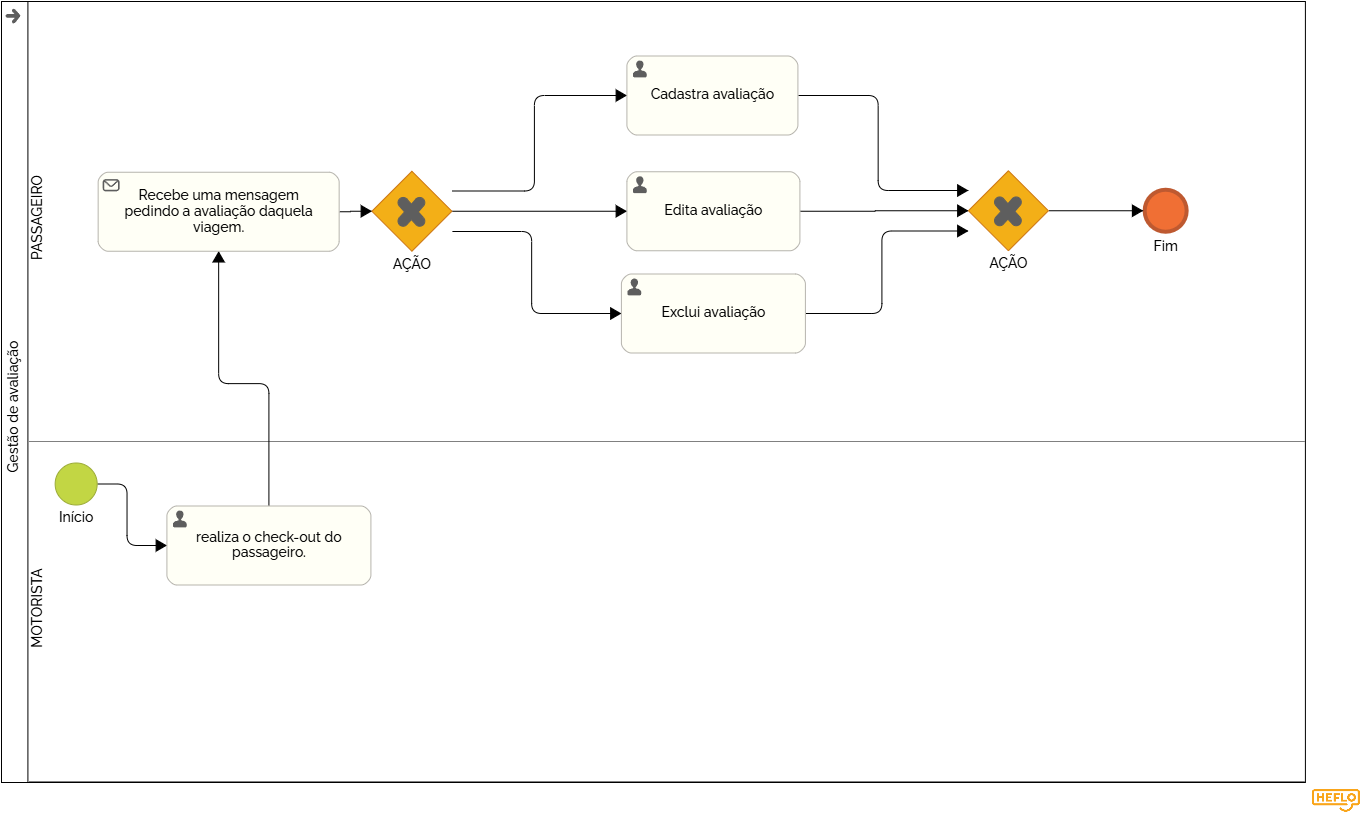 Gestão de avaliação
PASSAGEIRO
Recebe uma mensagem
pedindo a avaliação daquela
viagem.
AÇÃO
Cadastra avaliação
Edita avaliação
Exclui avaliação
AÇÃO
Fim
MOTORISTA
Início
realiza o check-out do
passageiro.
HEFLO